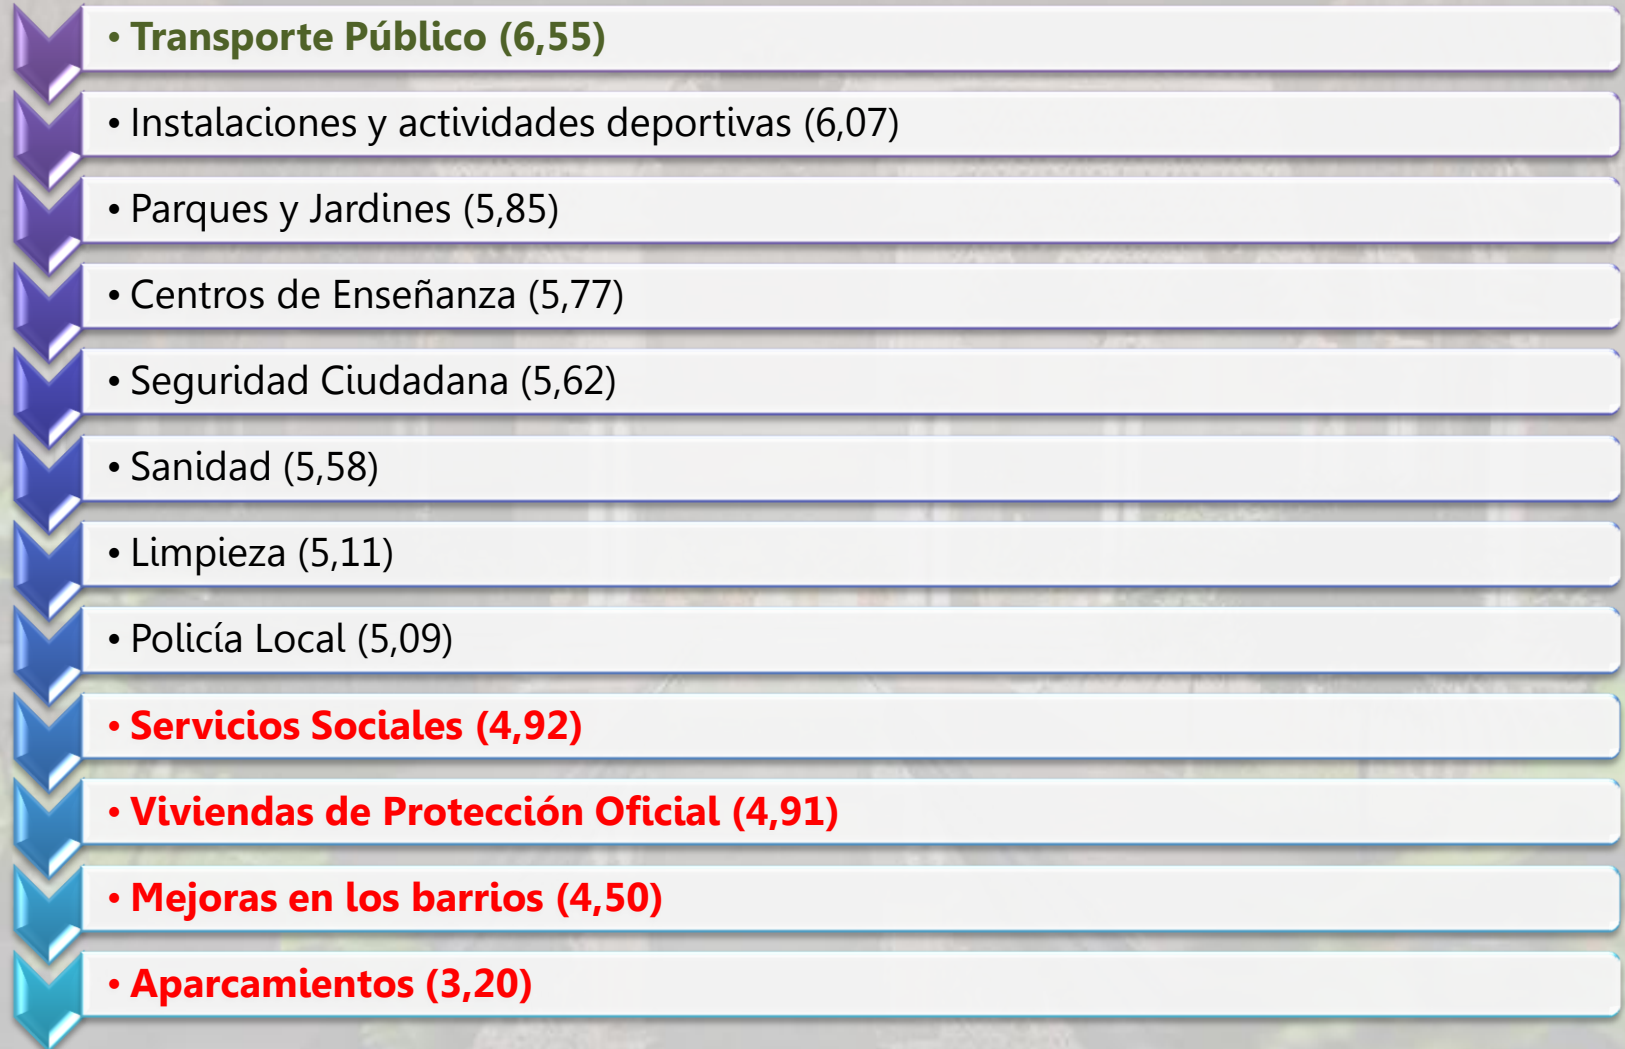 • Transporte Público (6,55)
• Instalaciones y actividades deportivas (6,07)
• Parques y Jardines (5,85)
• Centros de Enseñanza (5,77)
• Seguridad Ciudadana (5,62)
• Sanidad (5,58)
• Limpieza (5,11)
• Policía Local (5,09)
• Servicios Sociales (4,92)
• Viviendas de Protección Oficial (4,91)
• Mejoras en los barrios (4,50)
• Aparcamientos (3,20)